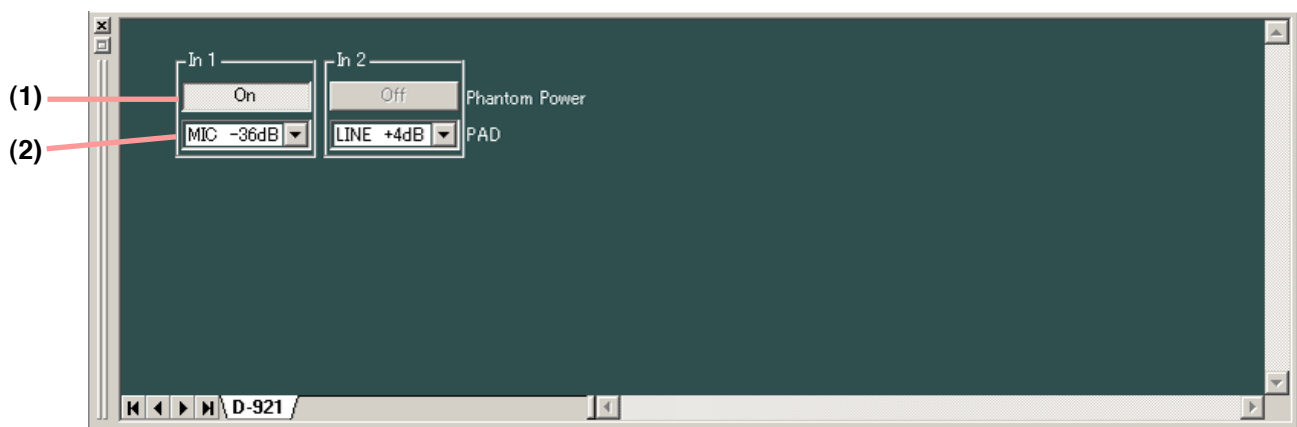 In 1 In 2
(1) On Off Phantom Power
(2) MIC -36dB LINE +4dB PAD
D-921